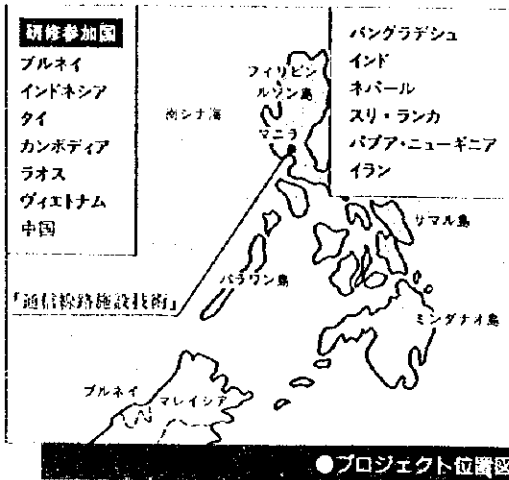 研修参加国
ブルネイ
インドネシア
タイ
カンボディア
ラオス
ヴィエトナム
中国
バングラデシュ
インド
ネパール
スリ・ランカ
パプア・ニューギニア
イラン
フィリピン
ルソン島
南シナ海
マニラ
サマル島
パラワン島
「通信線路施設技術」
ミンダナオ島
ブルネイ
マレイシア
●プロジェクト位置図